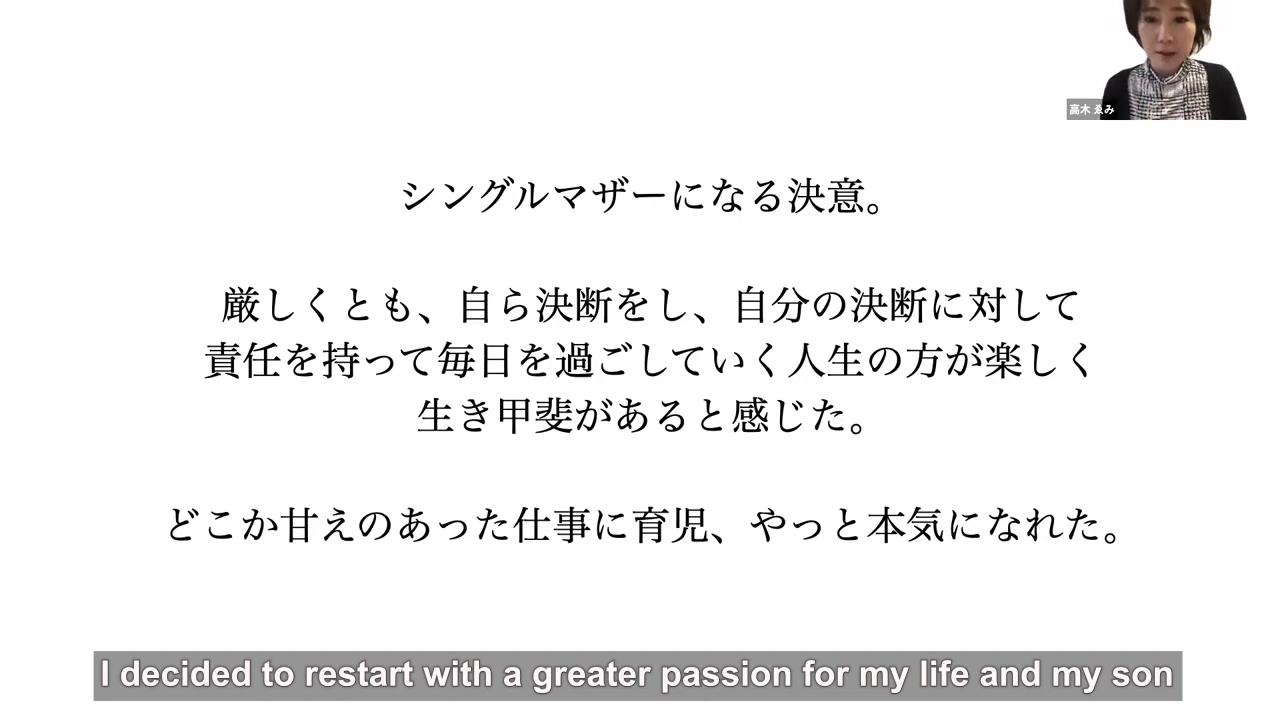 高木 ゑみ
シングルマザーになる決意。
厳しくとも、自ら決断をし、自分の決断に対して
責任を持って毎日を過ごしていく人生の方が楽しく
生き甲斐があると感じた。
どこか甘えのあった仕事に育児、やっと本気になれた。
I decided to restart with a greater passion for my life and my son